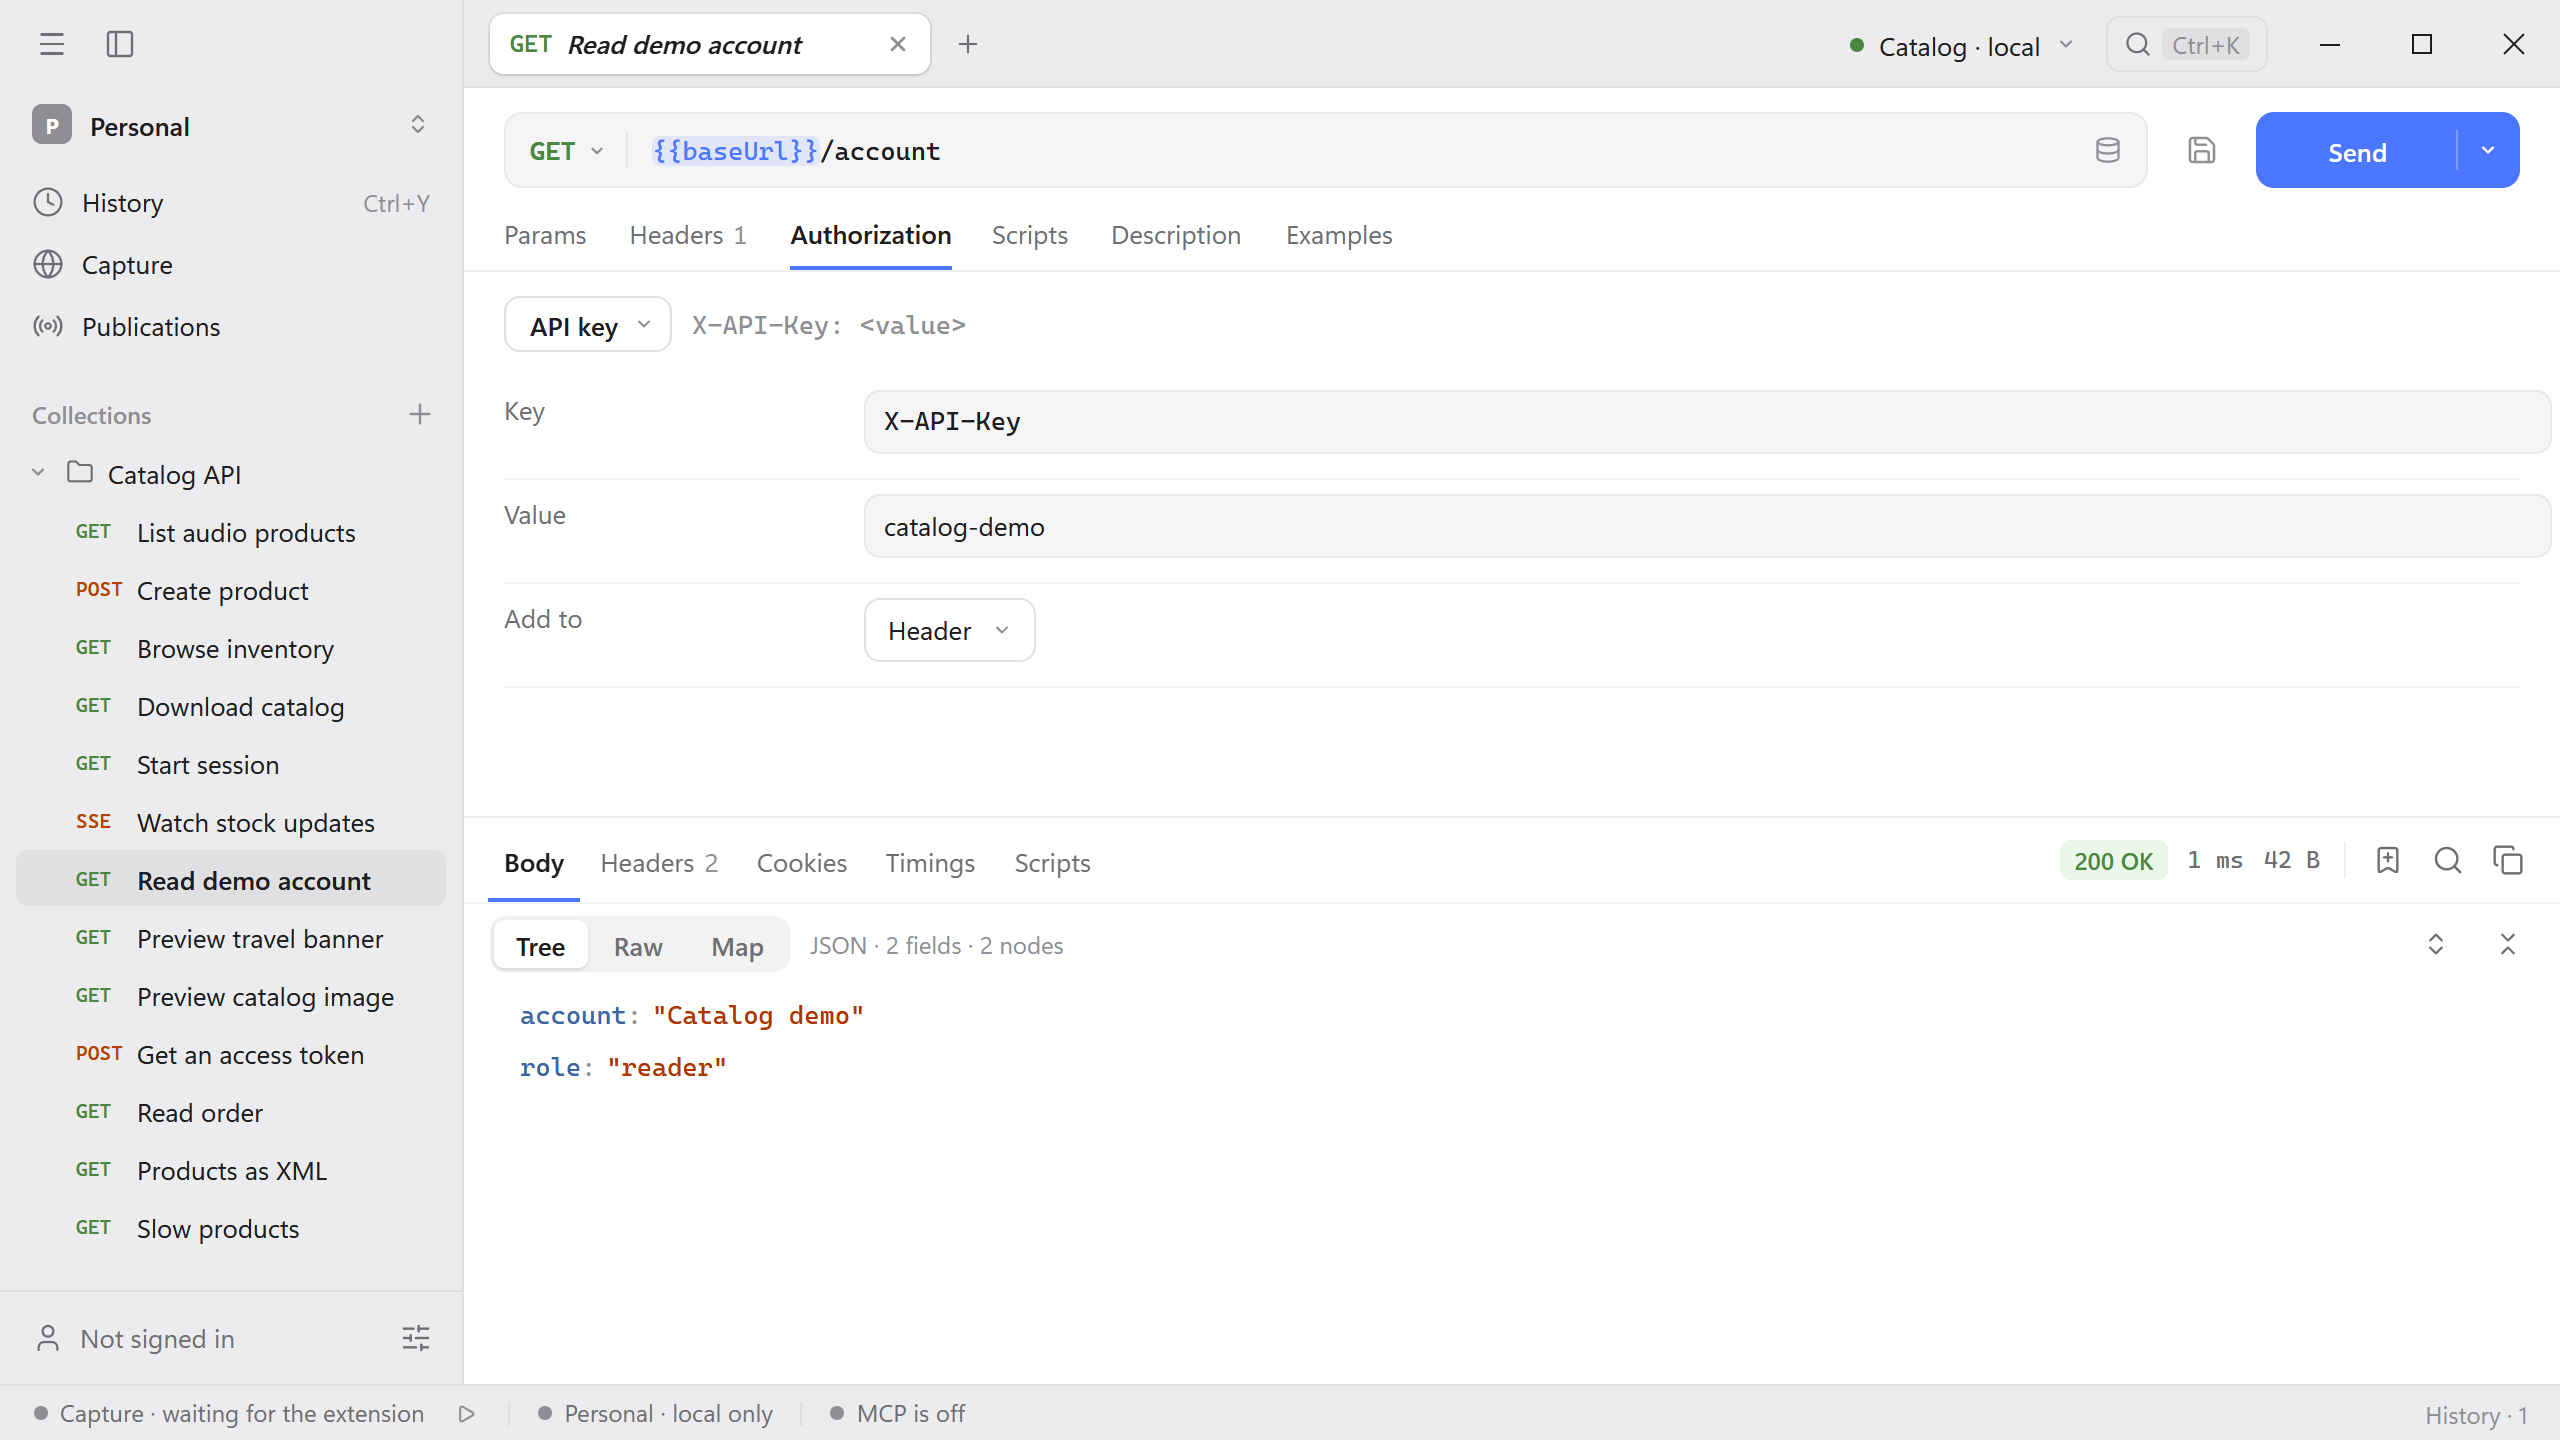 GET Read demo account
Catalog · local
Ctrl+K
P Personal
History Ctrl+Y
Capture
Publications
Collections
Catalog API
GET List audio products
POST Create product
GET Browse inventory
GET Download catalog
GET Start session
SSE Watch stock updates
GET Read demo account
GET Preview travel banner
GET Preview catalog image
POST Get an access token
GET Read order
GET Products as XML
GET Slow products
Not signed in
GET {{baseUrl}}/account
Send
Params Headers 1 Authorization Scripts Description Examples
API key X-API-Key: <value>
Key X-API-Key
Value catalog-demo
Add to Header
Body Headers 2 Cookies Timings Scripts
200 OK 1 ms 42 B
Tree Raw Map JSON · 2 fields · 2 nodes
account: "Catalog demo"
role: "reader"
Capture · waiting for the extension
Personal · local only
MCP is off
History · 1